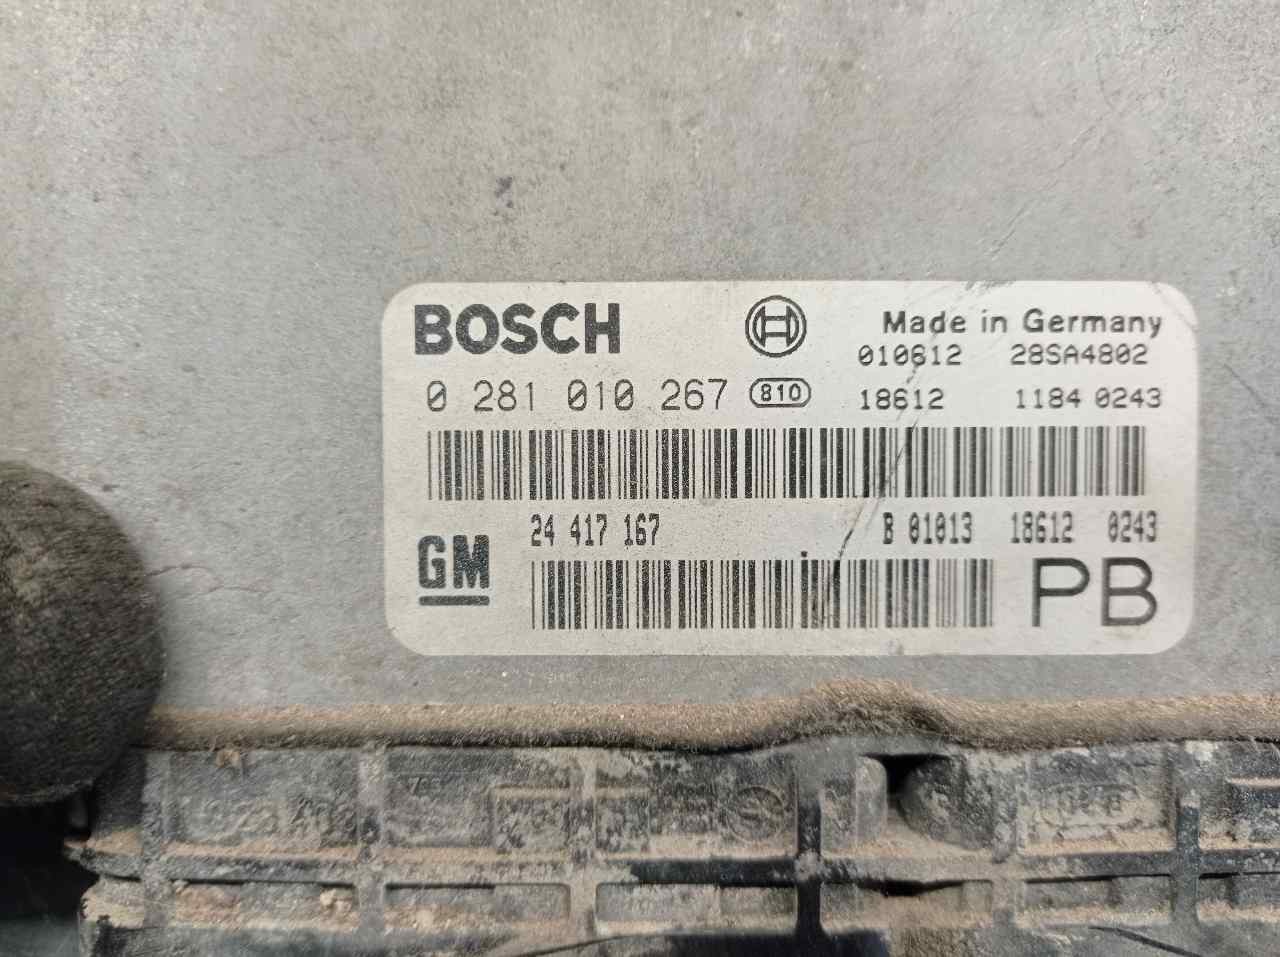 BOSCH
Made in Germany
010612 28SA4802
0 281 010 267 810
18612 1184 0243
24 417 167 B 01013 18612 0243
GM
PB